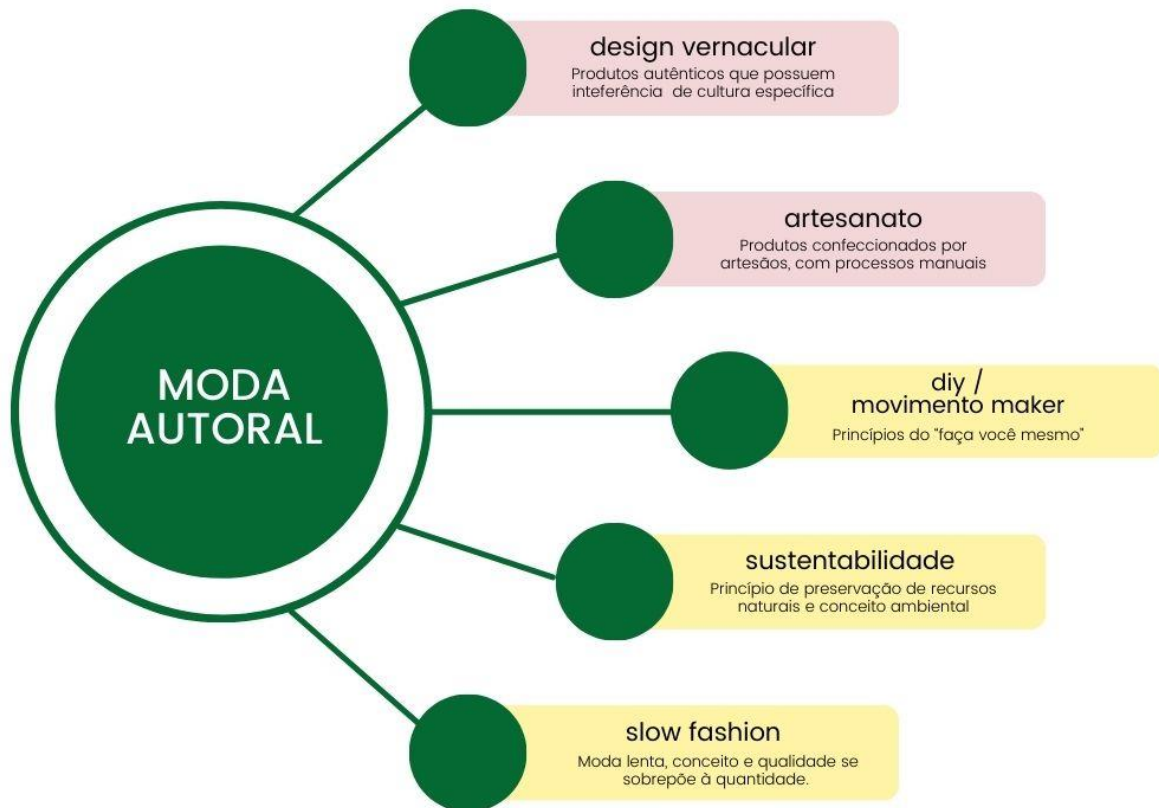 design vernacular
Produtos autênticos que possuem
inteferência de cultura específica
artesanato
Produtos confeccionados por
artesãos, com processos manuais
MODA
AUTORAL
diy /
movimento maker
Princípios do "faça você mesmo"
sustentabilidade
Princípio de preservação de recursos
naturais e conceito ambiental
slow fashion
Moda lenta, conceito e qualidade se
sobrepõe à quantidade.